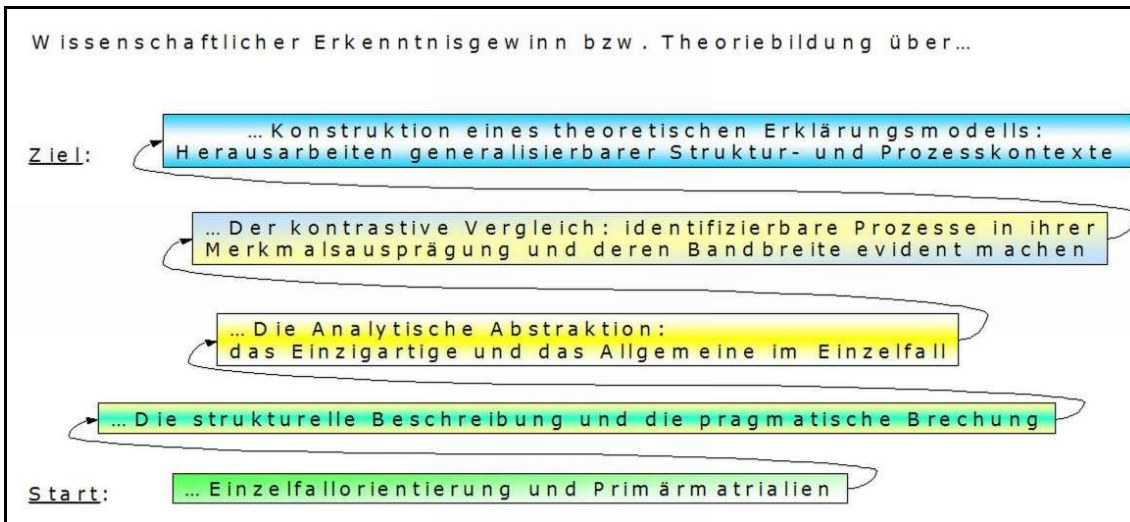 Wissenschaftlicher Erkenntnisgewinn bzw. Theoriebildung über…
… Konstruktion eines theoretischen Erklärungsmodells:
Ziel: Herausarbeiten generalisierbarer Struktur- und Prozesskontexte
… Der kontrastive Vergleich: identifizierbare Prozesse in ihrer
Merkmalsausprägung und deren Bandbreite evident machen
… Die Analytische Abstraktion:
das Einzigartige und das Allgemeine im Einzelfall
… Die strukturelle Beschreibung und die pragmatische Brechung
Start: … Einzelfallorientierung und Primärmatrialien